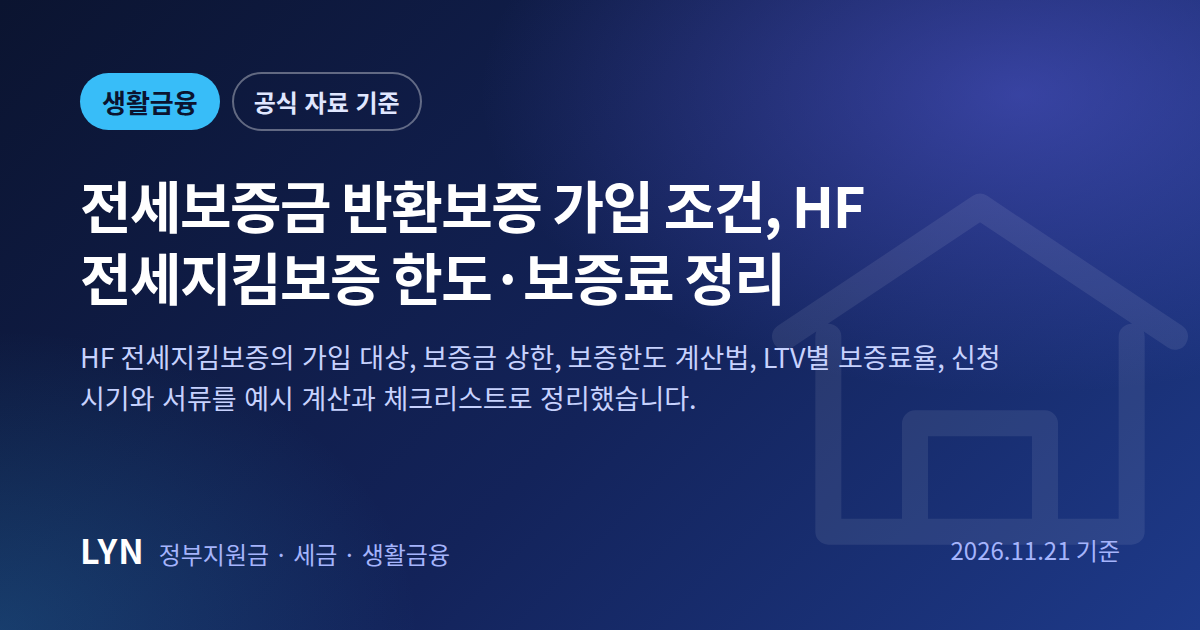 생활금융
공식 자료 기준
전세보증금 반환보증 가입 조건, HF
전세지킴보증 한도·보증료 정리
HF 전세지킴보증의 가입 대상, 보증금 상한, 보증한도 계산법, LTV별 보증료율, 신청
시기와 서류를 예시 계산과 체크리스트로 정리했습니다.
LYN 정부지원금 · 세금 · 생활금융
2026.11.21 기준